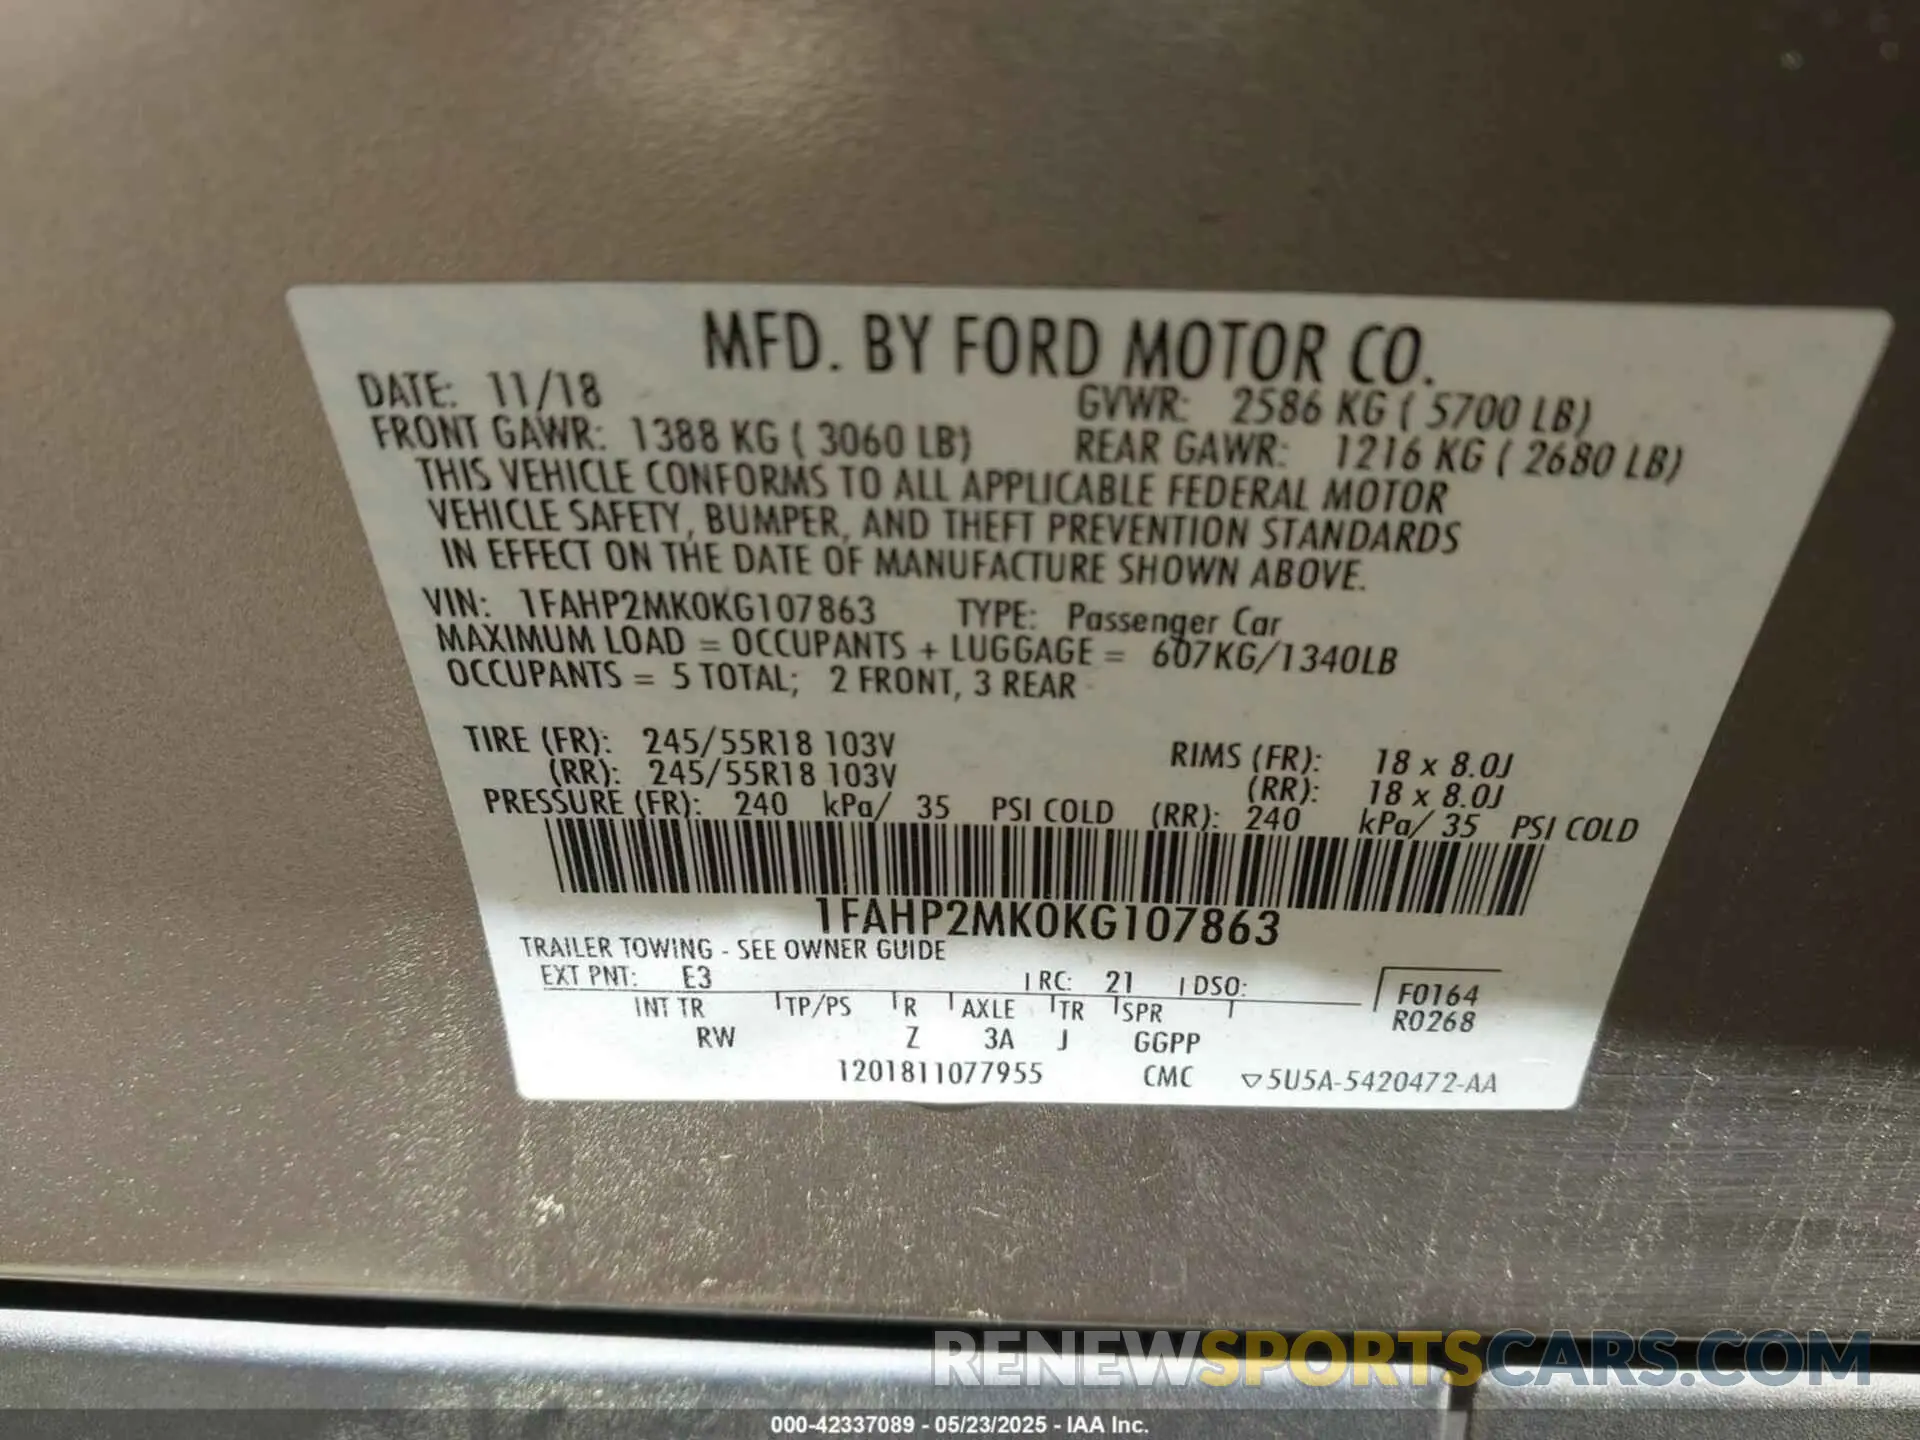 MFD. BY FORD MOTOR CO.
DATE: 11/18 GVWR: 2586 KG ( 5700 LB)
FRONT GAWR: 1388 KG ( 3060 LB) REAR GAWR: 1216 KG ( 2680 LB)
THIS VEHICLE CONFORMS TO ALL APPLICABLE FEDERAL MOTOR
VEHICLE SAFETY, BUMPER, AND THEFT PREVENTION STANDARDS
IN EFFECT ON THE DATE OF MANUFACTURE SHOWN ABOVE.
VIN: 1FAHP2MK0KG107863 TYPE: Passenger Car
MAXIMUM LOAD = OCCUPANTS + LUGGAGE = 607KG/1340LB
OCCUPANTS = 5 TOTAL; 2 FRONT, 3 REAR
TIRE (FR): 245/55R18 103V RIMS (FR): 18 x 8.0J
(RR): 245/55R18 103V (RR): 18 x 8.0J
PRESSURE (FR): 240 kPa/ 35 PSI COLD (RR): 240 kPa/ 35 PSI COLD
1FAHP2MK0KG107863
TRAILER TOWING - SEE OWNER GUIDE
EXT PNT: E3 RC: 21 DSO: F0164
INT TR TP/PS R AXLE TR SPR R0268
RW Z 3A J GGPP
1201811077955 CMC ▽5U5A-5420472-AA
RENEWSPORTSCARS.COM
000-42337089 - 05/23/2025 - IAA Inc.